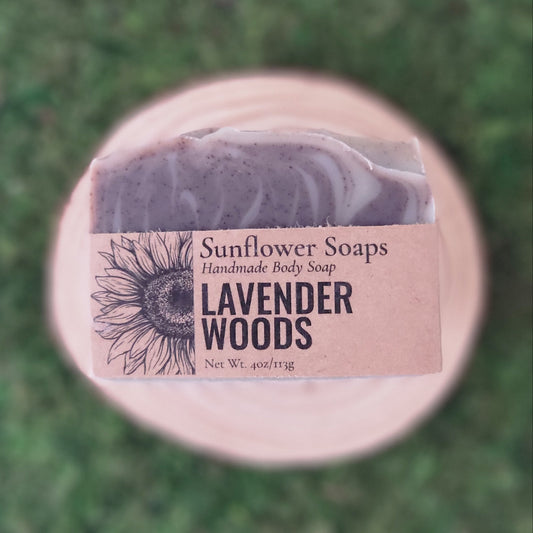 Sunflower Soaps
Handmade Body Soap
LAVENDER
WOODS
Net Wt. 4oz/113g